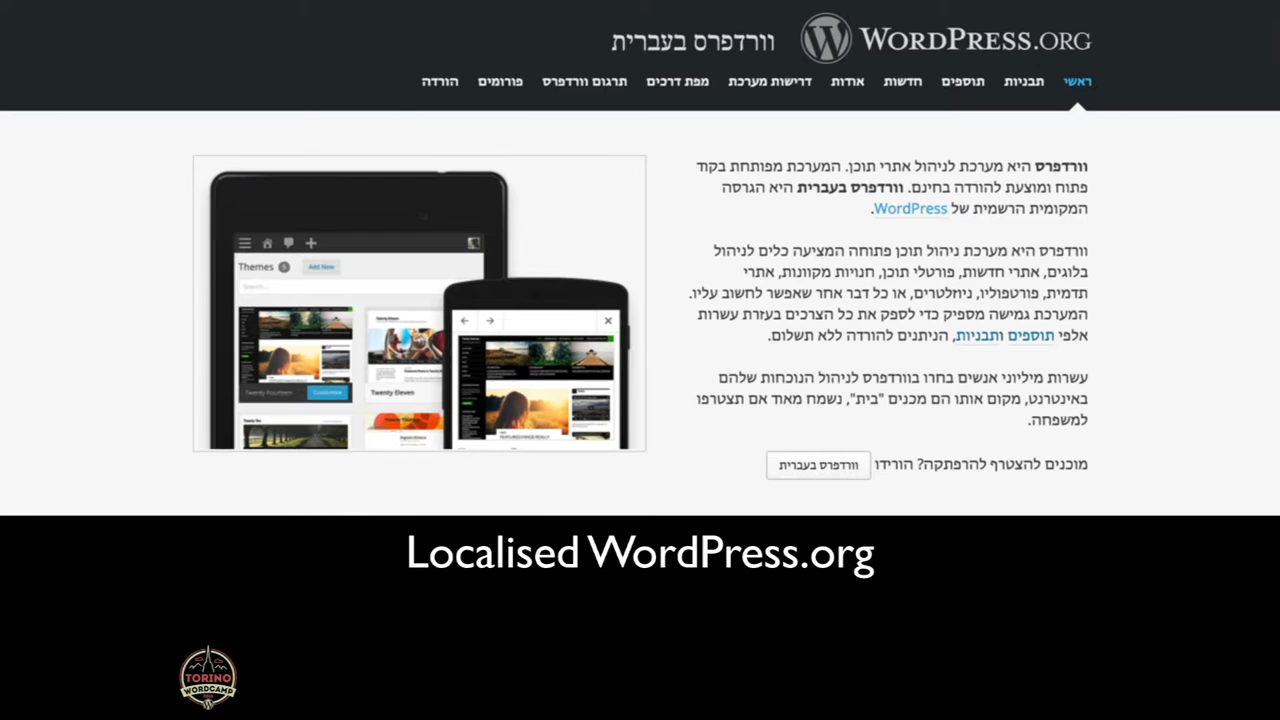 WORDPRESS.ORG
וורדפרס בעברית
ראשי
תבניות
תוספים
חדשות
אודות
דרישות מערכת
מפת דרכים
תרגום וורדפרס
פורומים
הורדה
וורדפרס היא מערכת לניהול אתרי תוכן. המערכת מפותחת בקוד
פתוח ומוצעת להורדה בחינם. וורדפרס בעברית היא הגרסה
המקומית הרשמית של WordPress.
וורדפרס היא מערכת ניהול תוכן פתוחה המציעה כלים לניהול
בלוגים, אתרי חדשות, פורטלי תוכן, חנויות מקוונות, אתרי
תדמית, פורטפוליו, ניוזלטרים, או כל דבר אחר שאפשר לחשוב עליו.
המערכת גמישה מספיק כדי לספק את כל הצרכים בעזרת עשרות
אלפי תוספים ותבניות, הניתנים להורדה ללא תשלום.
עשרות מיליוני אנשים בחרו בוורדפרס לניהול הנוכחות שלהם
באינטרנט, מקום אותו הם מכנים "בית", נשמח מאוד אם תצטרפו
למשפחה.
מוכנים להצטרף להרפתקה? הורידו
וורדפרס בעברית
Themes
Add New
Search...
Twenty Fourteen
Customize
Twenty Eleven
Localised WordPress.org
TORINO
WORDCAMP